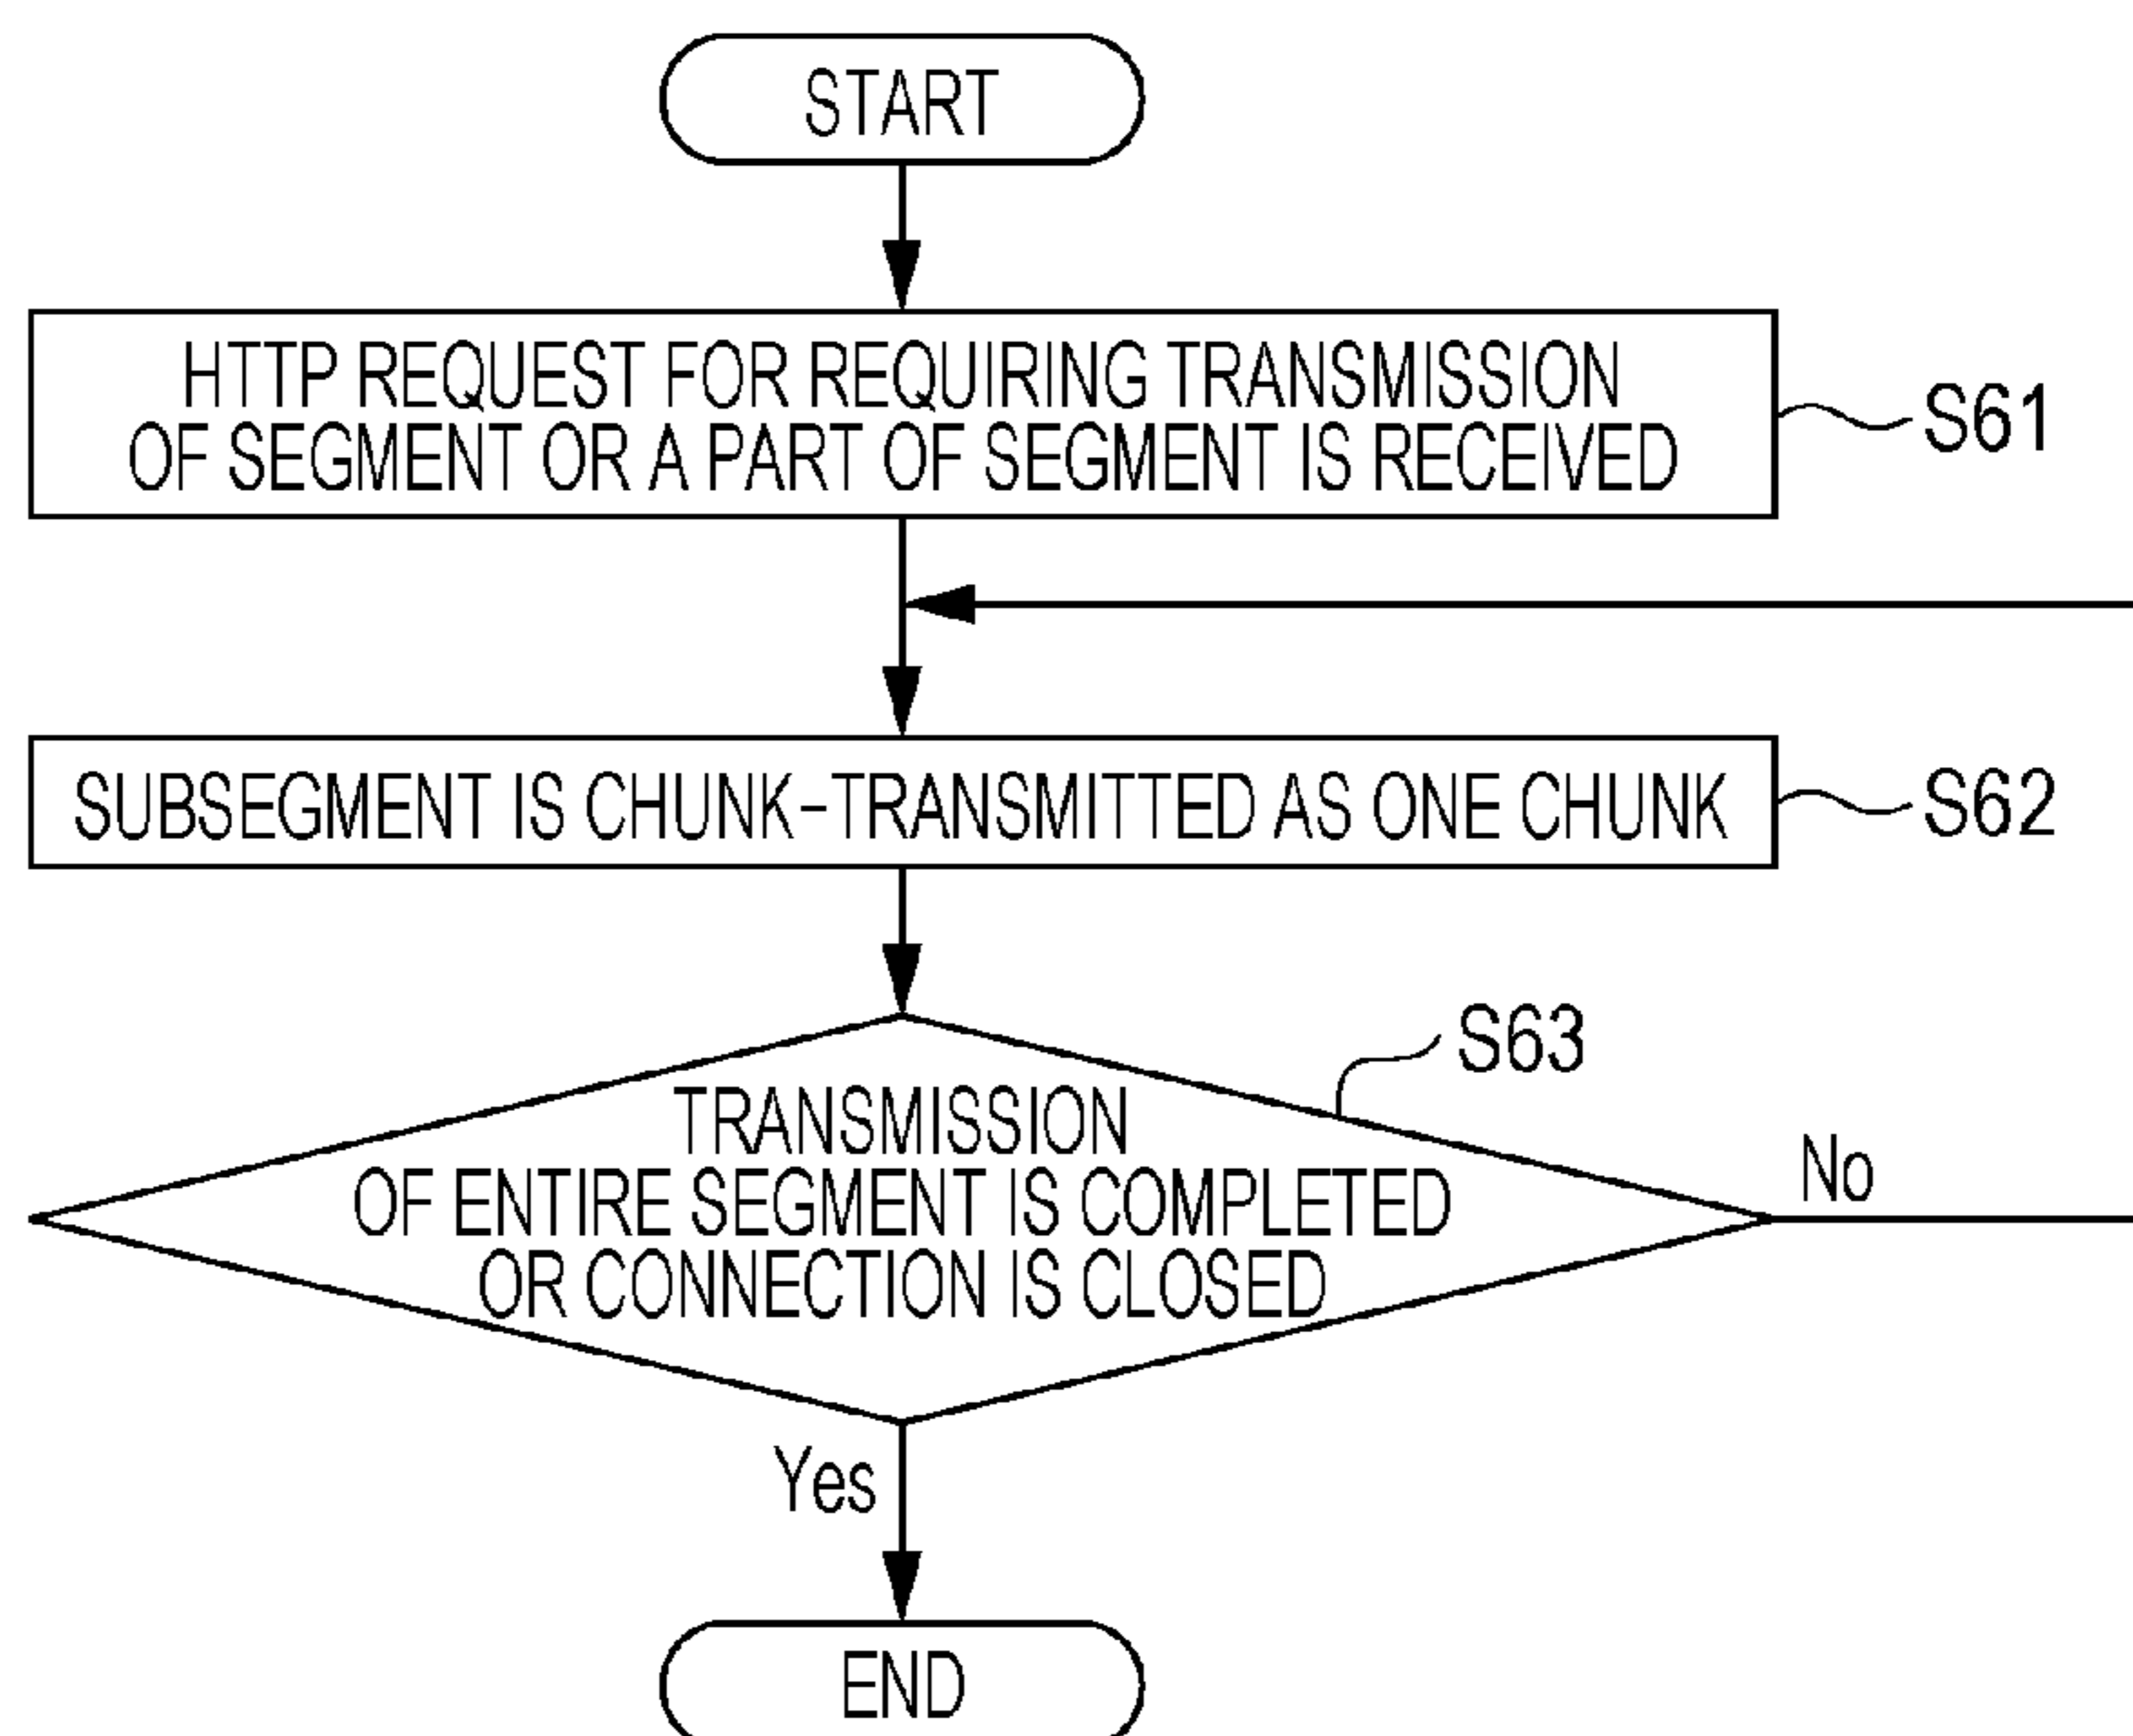 START
HTTP REQUEST FOR REQUIRING TRANSMISSION
OF SEGMENT OR A PART OF SEGMENT IS RECEIVED
S61
SUBSEGMENT IS CHUNK-TRANSMITTED AS ONE CHUNK
S62
S63
TRANSMISSION
OF ENTIRE SEGMENT IS COMPLETED
OR CONNECTION IS CLOSED
No
Yes
END